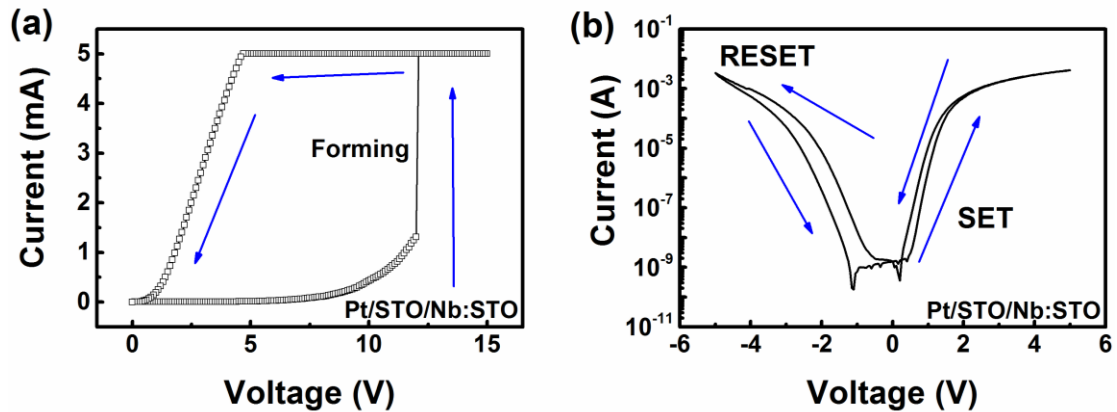 (a)
5
4
3
2
1
0
Current (mA)
Forming
Pt/STO/Nb:STO
0 5 10 15
Voltage (V)
(b)
10-1
10-3
10-5
10-7
10-9
10-11
Current (A)
RESET
SET
Pt/STO/Nb:STO
-6 -4 -2 0 2 4 6
Voltage (V)